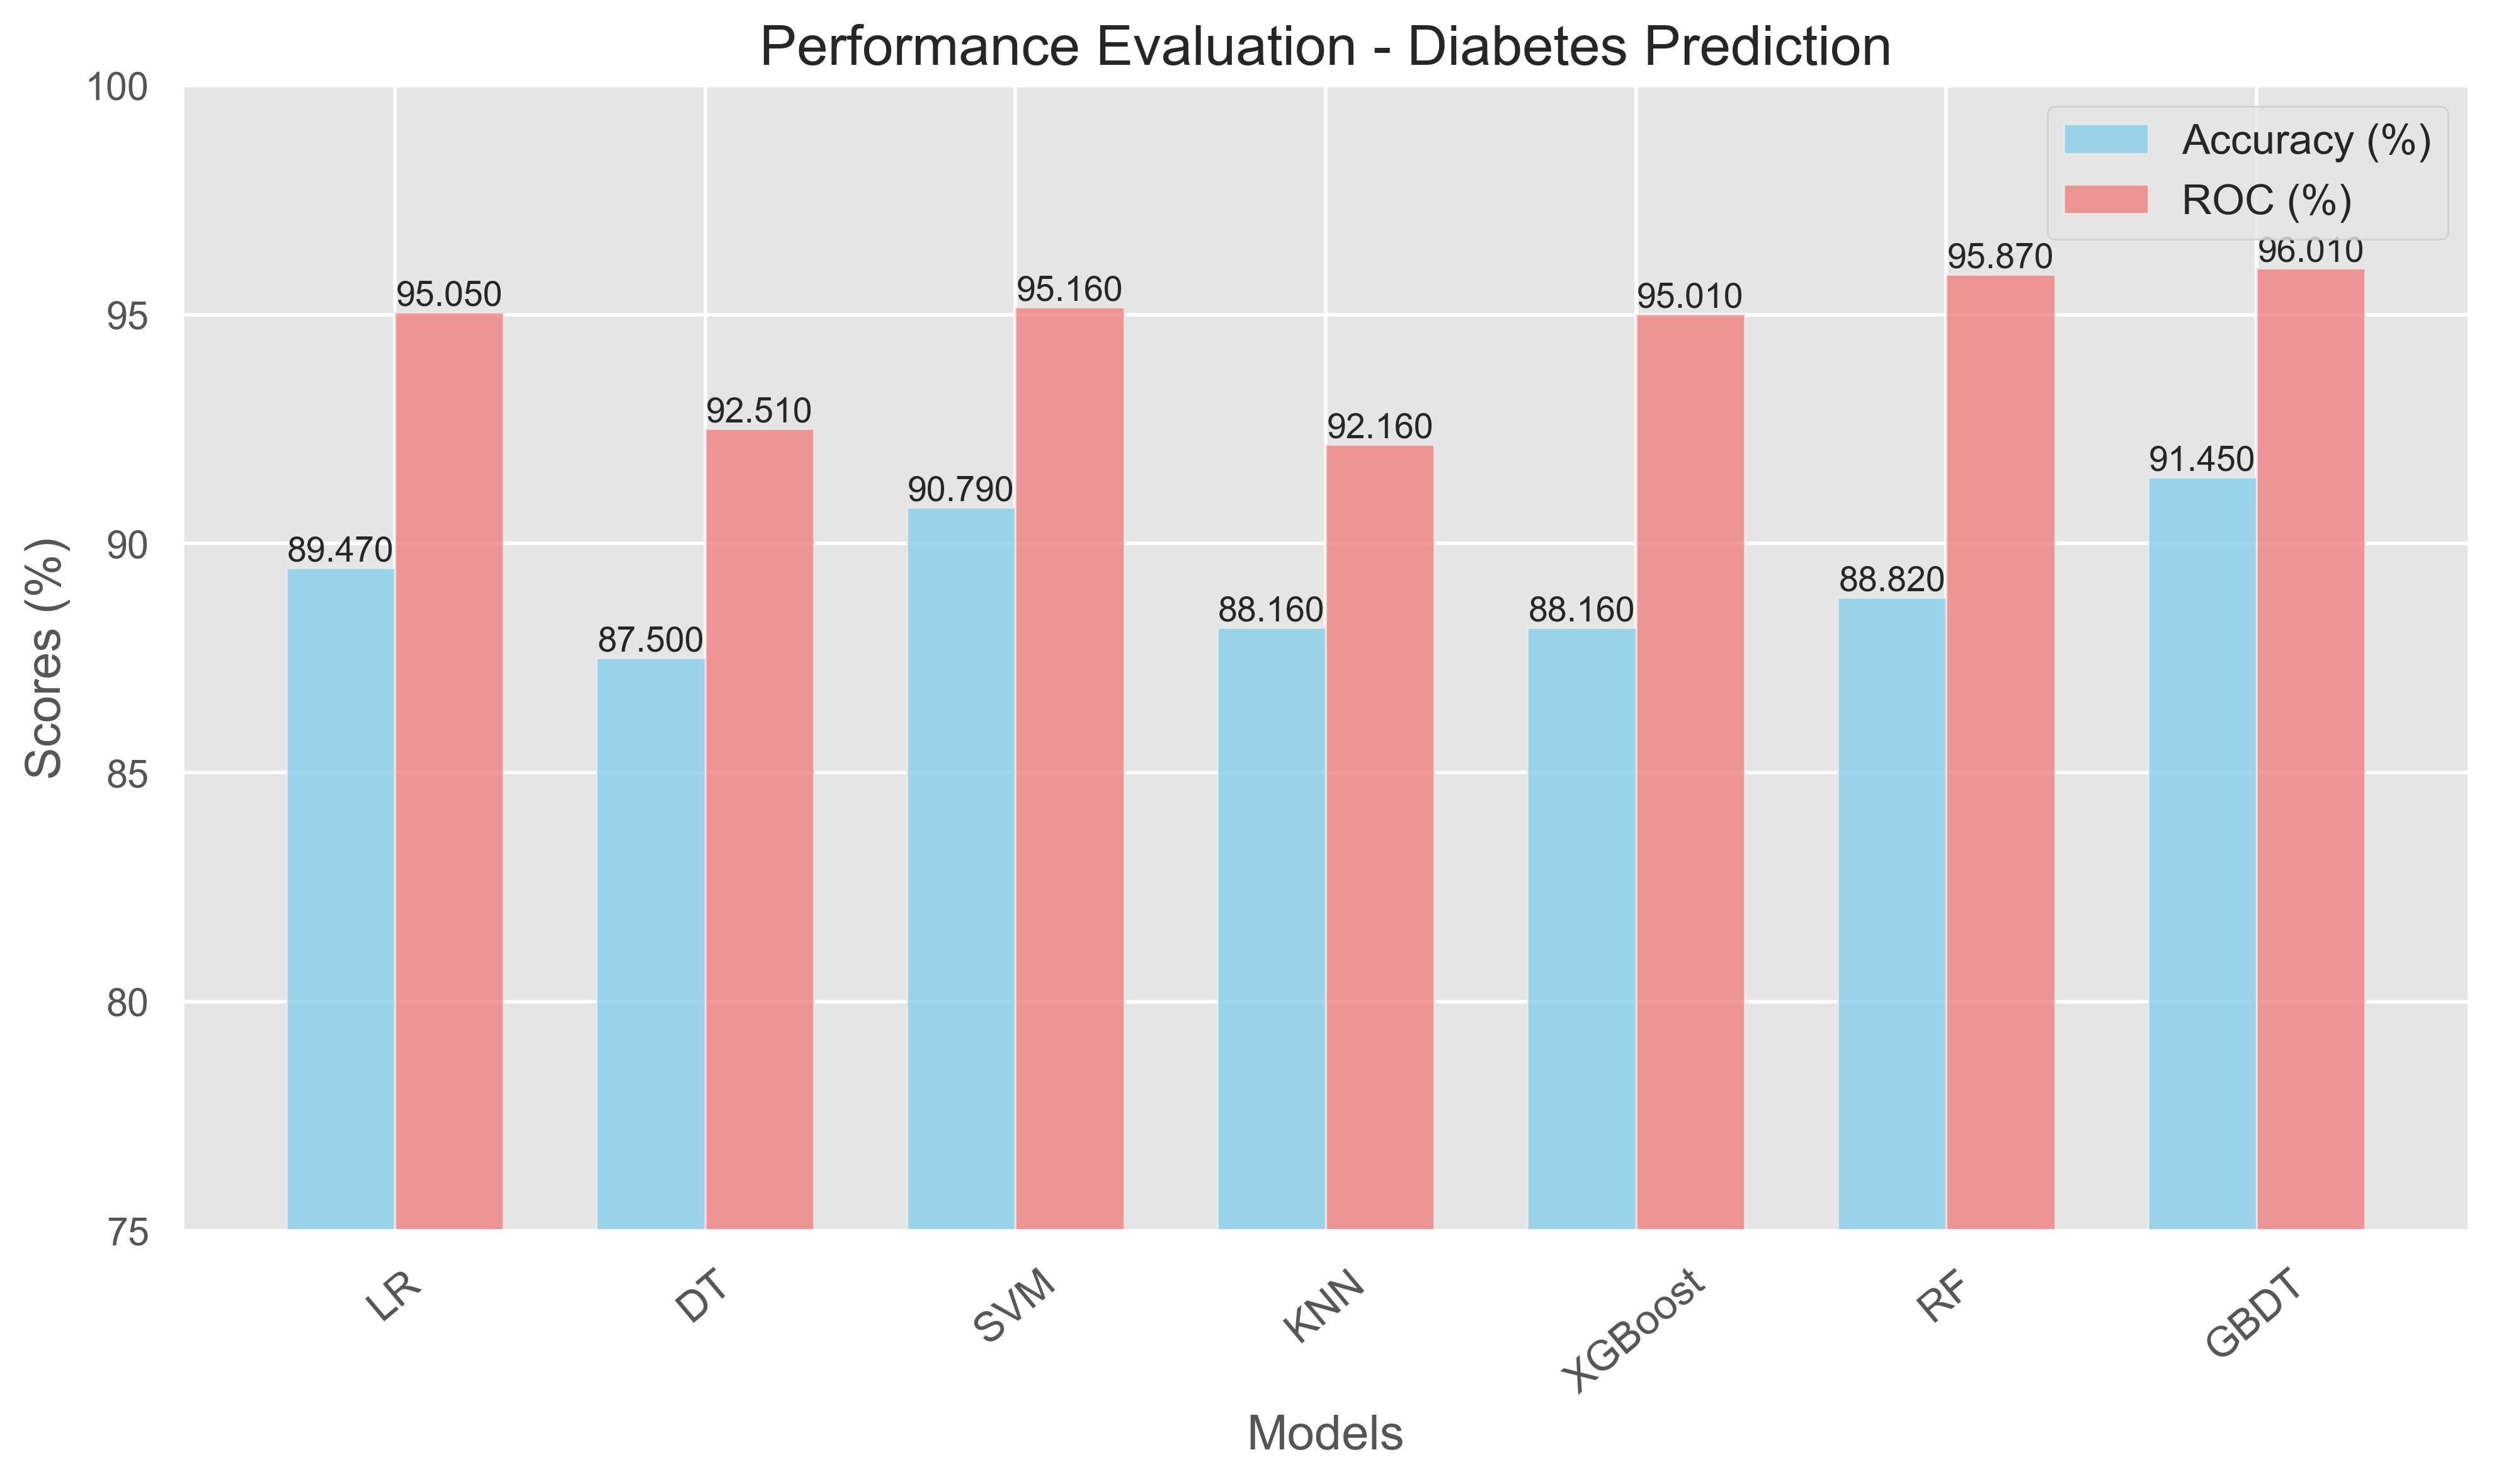 Performance Evaluation - Diabetes Prediction
Accuracy (%)
ROC (%)
Scores (%)
100
95
90
85
80
75
89.470
95.050
87.500
92.510
90.790
95.160
88.160
92.160
88.160
95.010
88.820
95.870
91.450
96.010
LR
DT
SVM
KNN
XGBoost
RF
GBDT
Models